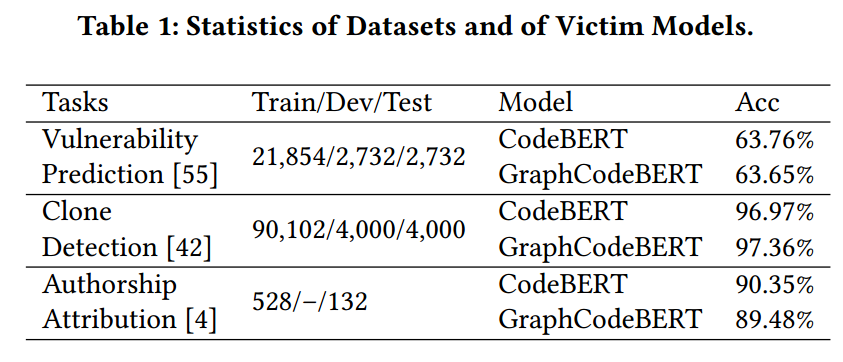 Table 1: Statistics of Datasets and of Victim Models.
Tasks Train/Dev/Test Model Acc
Vulnerability CodeBERT 63.76%
21,854/2,732/2,732
Prediction [55] GraphCodeBERT 63.65%
Clone CodeBERT 96.97%
90,102/4,000/4,000
Detection [42] GraphCodeBERT 97.36%
Authorship CodeBERT 90.35%
528/–/132
Attribution [4] GraphCodeBERT 89.48%